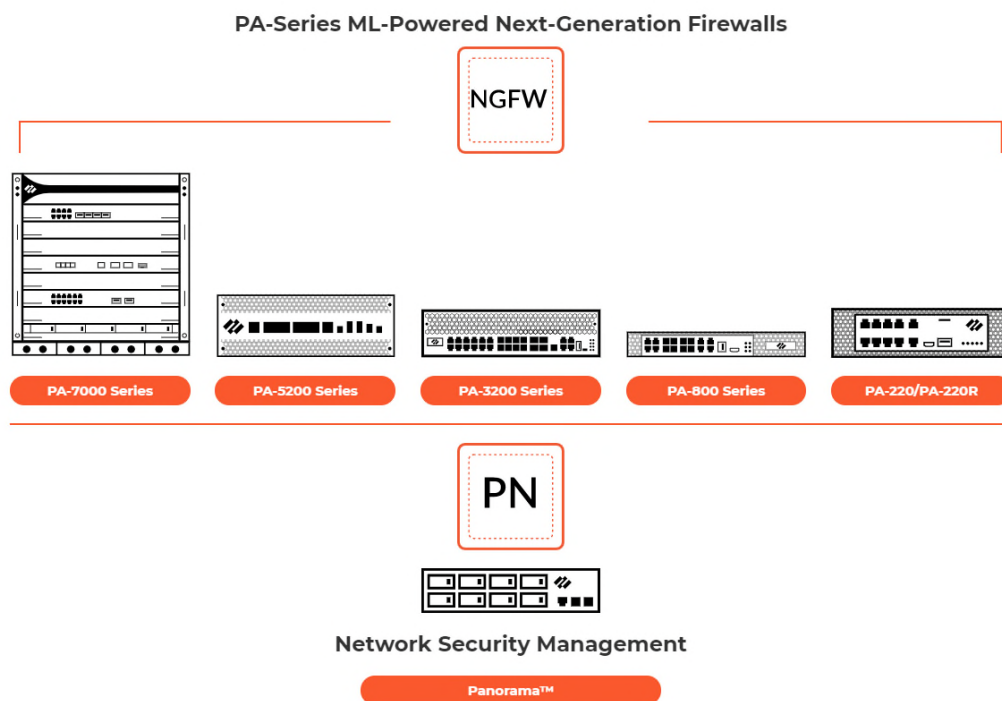 PA-Series ML-Powered Next-Generation Firewalls
NGFW
PA-7000 Series
PA-5200 Series
PA-3200 Series
PA-800 Series
PA-220/PA-220R
PN
Network Security Management
Panorama™